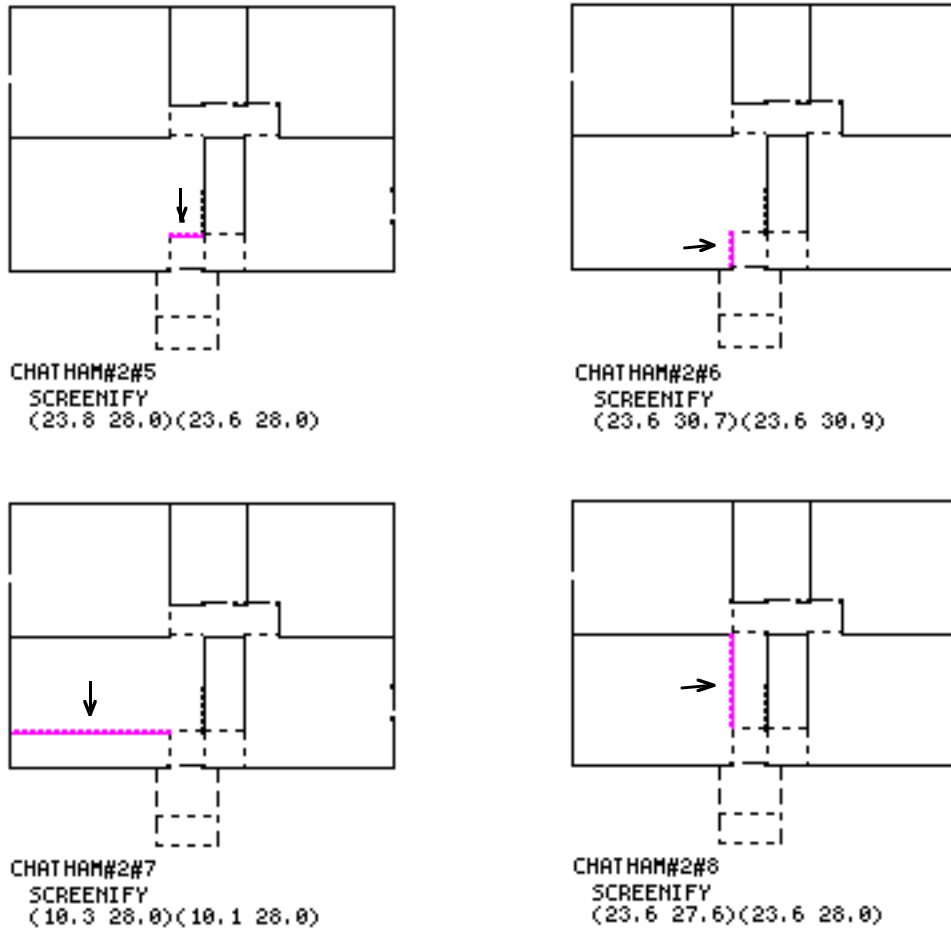 CHATHAM#2#5
SCREENIFY
(23.8 28.0)(23.6 28.0)
CHATHAM#2#6
SCREENIFY
(23.6 30.7)(23.6 30.9)
CHATHAM#2#7
SCREENIFY
(10.3 28.0)(10.1 28.0)
CHATHAM#2#8
SCREENIFY
(23.6 27.6)(23.6 28.0)